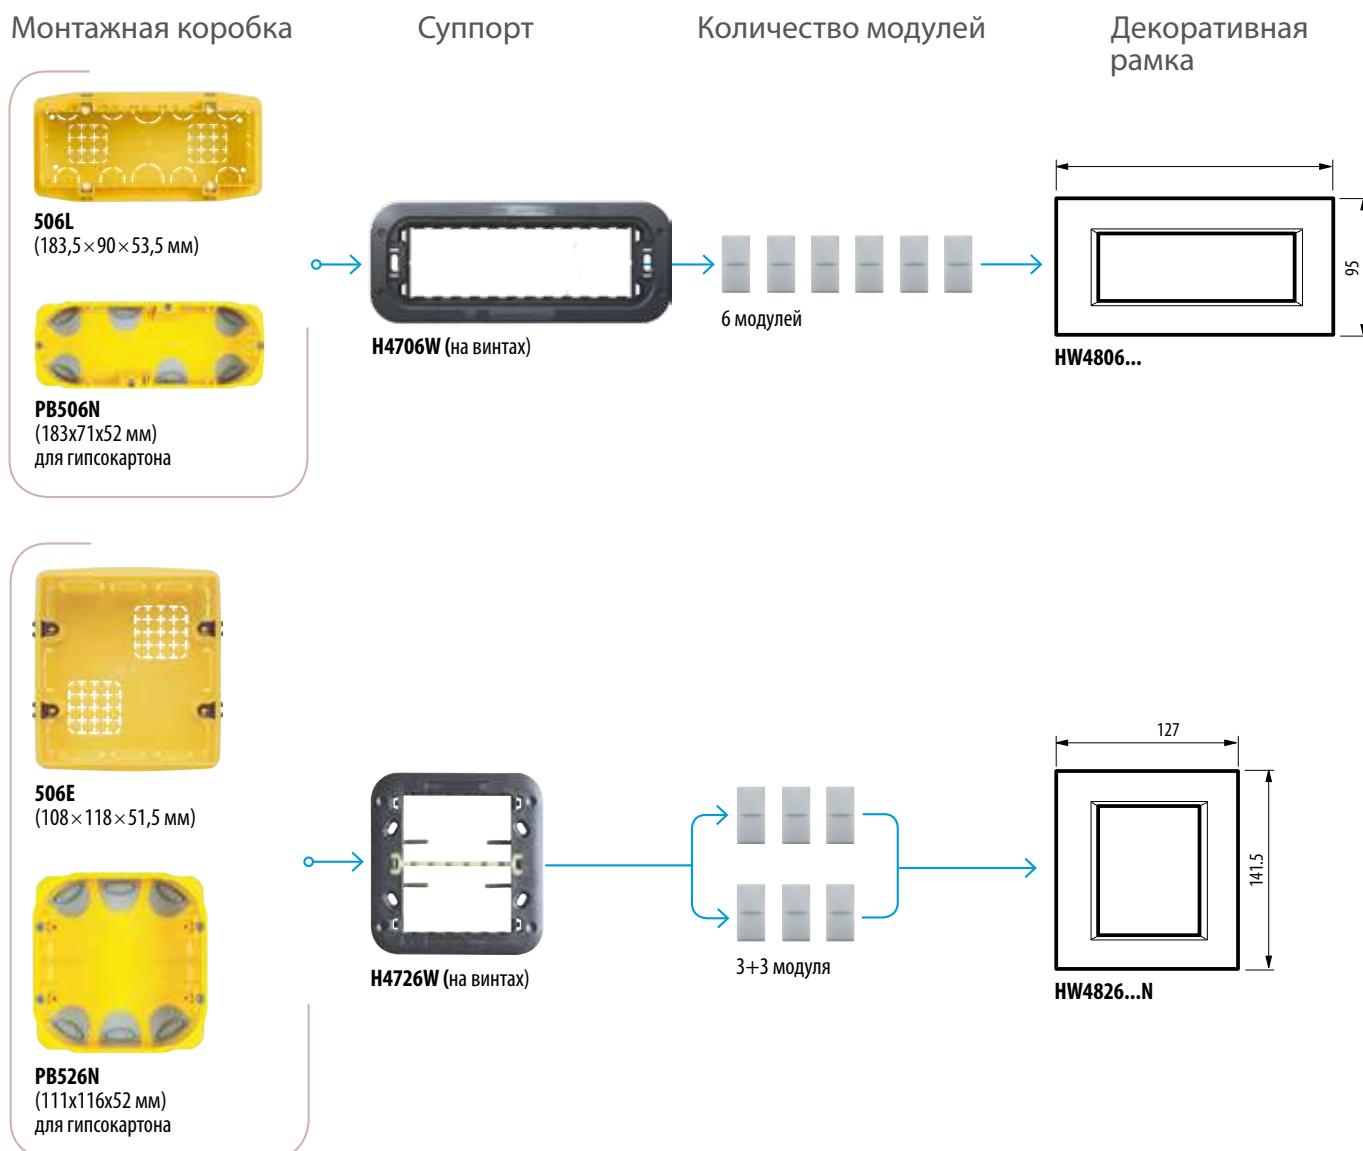 Монтажная коробка
Суппорт
Количество модулей
Декоративная
рамка
506L
(183,5×90×53,5 мм)
PB506N
(183x71x52 мм)
для гипсокартона
H4706W (на винтах)
6 модулей
95
HW4806...
506E
(108×118×51,5 мм)
PB526N
(111x116x52 мм)
для гипсокартона
H4726W (на винтах)
3+3 модуля
127
141.5
HW4826...N